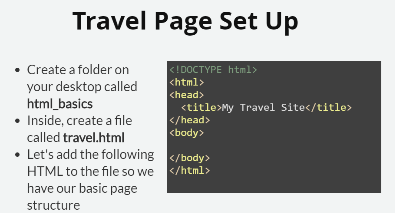 Travel Page Set Up
• Create a folder on
your desktop called
html_basics
• Inside, create a file
called travel.html
• Let's add the following
HTML to the file so we
have our basic page
structure
<!DOCTYPE html>
<html>
<head>
  <title>My Travel Site</title>
</head>
<body>

</body>
</html>